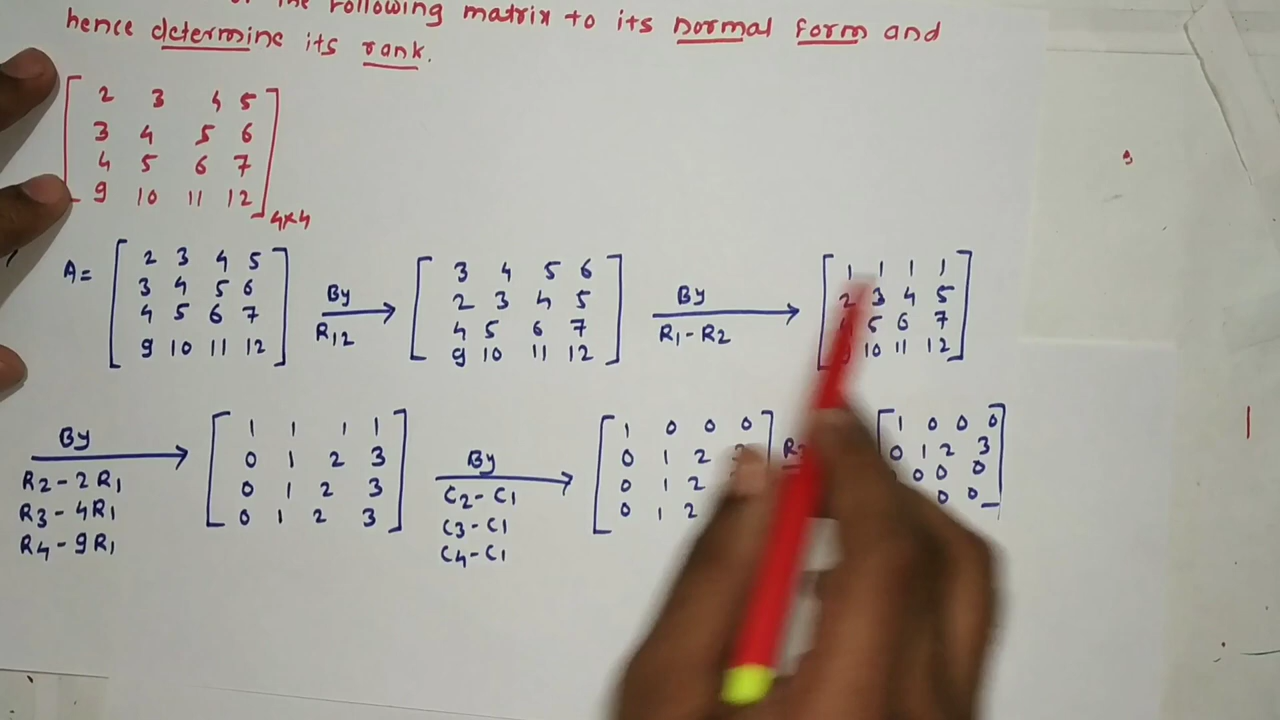 the following matrix to its normal form and
hence determine its rank.
2 3 4 5
3 4 5 6
4 5 6 7
9 10 11 12
4×4
A= 2 3 4 5
3 4 5 6
4 5 6 7
9 10 11 12
By
R12
3 4 5 6
2 3 4 5
4 5 6 7
9 10 11 12
By
R1-R2
1 1 1 1
2 3 4 5
5 6 7
10 11 12
By
R2-2R1
R3-4R1
R4-9R1
1 1 1 1
0 1 2 3
0 1 2 3
0 1 2 3
By
C2-C1
C3-C1
C4-C1
1 0 0 0
0 1 2
0 1 2
0 1 2
1 0 0 0
0 1 2 3
0 0 0
0 0